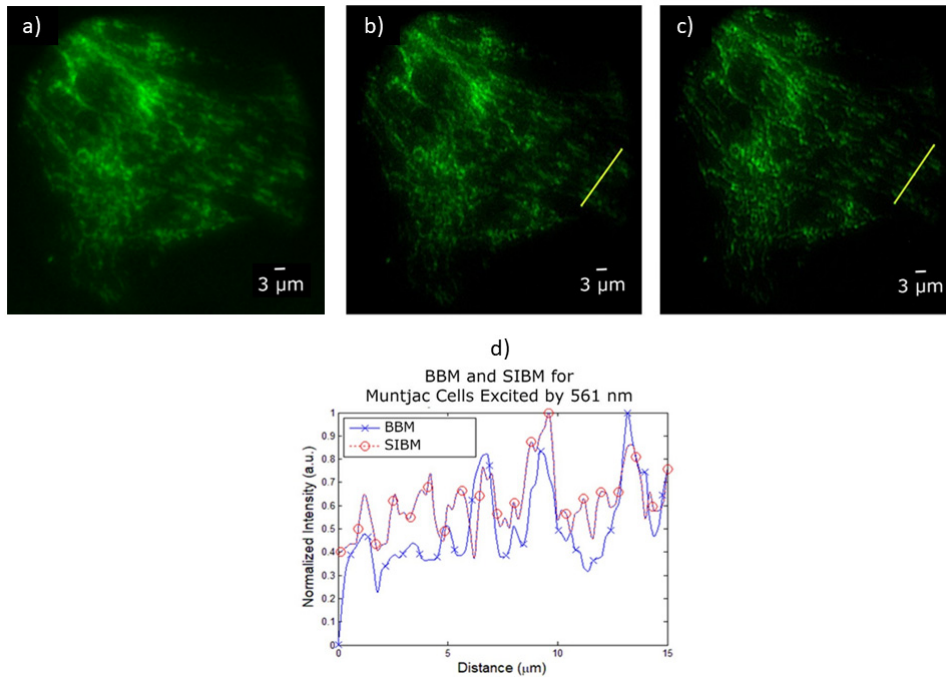 a)
b)
c)
3 µm
3 µm
3 µm
d)
BBM and SIBM for
Muntjac Cells Excited by 561 nm
BBM
SIBM
Normalized Intensity (a.u.)
1
0.9
0.8
0.7
0.6
0.5
0.4
0.3
0.2
0.1
0
0 5 10 15
Distance (µm)